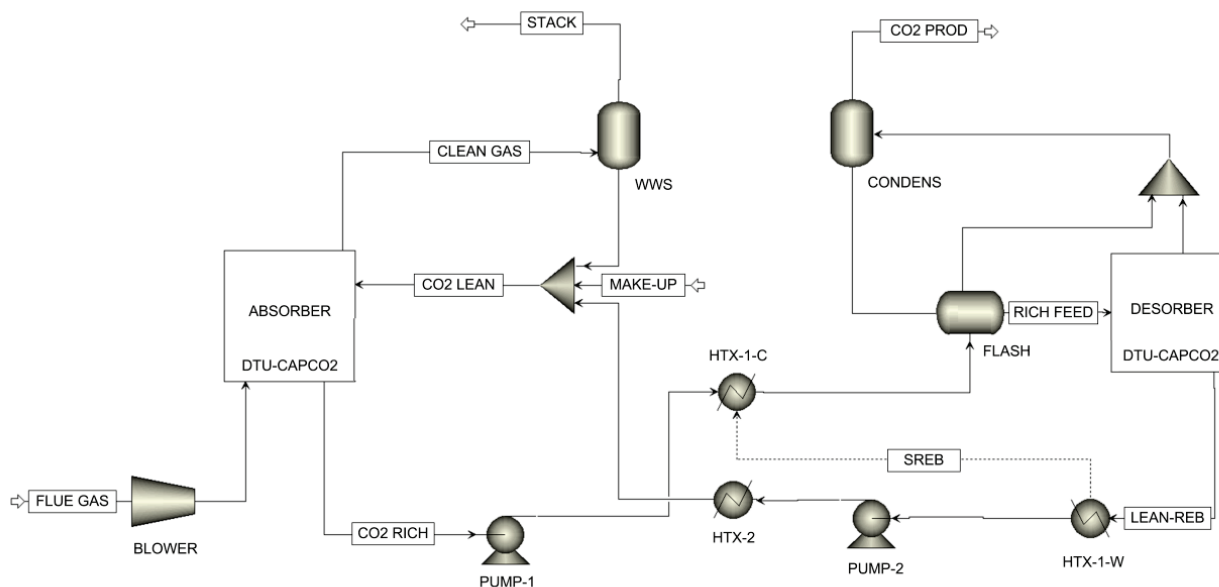 STACK
CO2 PROD
CLEAN GAS
WWS
CONDENS
ABSORBER
DTU-CAPCO2
CO2 LEAN
MAKE-UP
RICH FEED
DESORBER
DTU-CAPCO2
FLASH
HTX-1-C
SREB
FLUE GAS
BLOWER
CO2 RICH
PUMP-1
HTX-2
PUMP-2
HTX-1-W
LEAN-REB